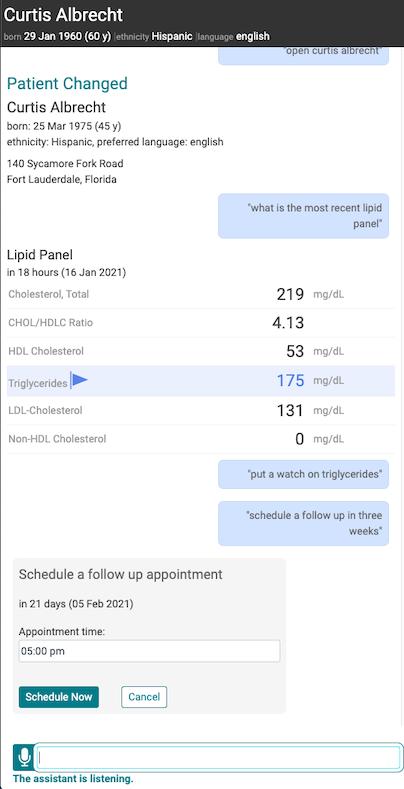 Curtis Albrecht
born 29 Jan 1960 (60 y) |ethnicity Hispanic |language english
"open curtis albrecht"
Patient Changed
Curtis Albrecht
born: 25 Mar 1975 (45 y)
ethnicity: Hispanic, preferred language: english
140 Sycamore Fork Road
Fort Lauderdale, Florida
"what is the most recent lipid
panel"
Lipid Panel
in 18 hours (16 Jan 2021)
Cholesterol, Total 219 mg/dL
CHOL/HDLC Ratio 4.13
HDL Cholesterol 53 mg/dL
Triglycerides 175 mg/dL
LDL-Cholesterol 131 mg/dL
Non-HDL Cholesterol 0 mg/dL
"put a watch on triglycerides"
"schedule a follow up in three
weeks"
Schedule a follow up appointment
in 21 days (05 Feb 2021)
Appointment time:
05:00 pm
Schedule Now Cancel
The assistant is listening.